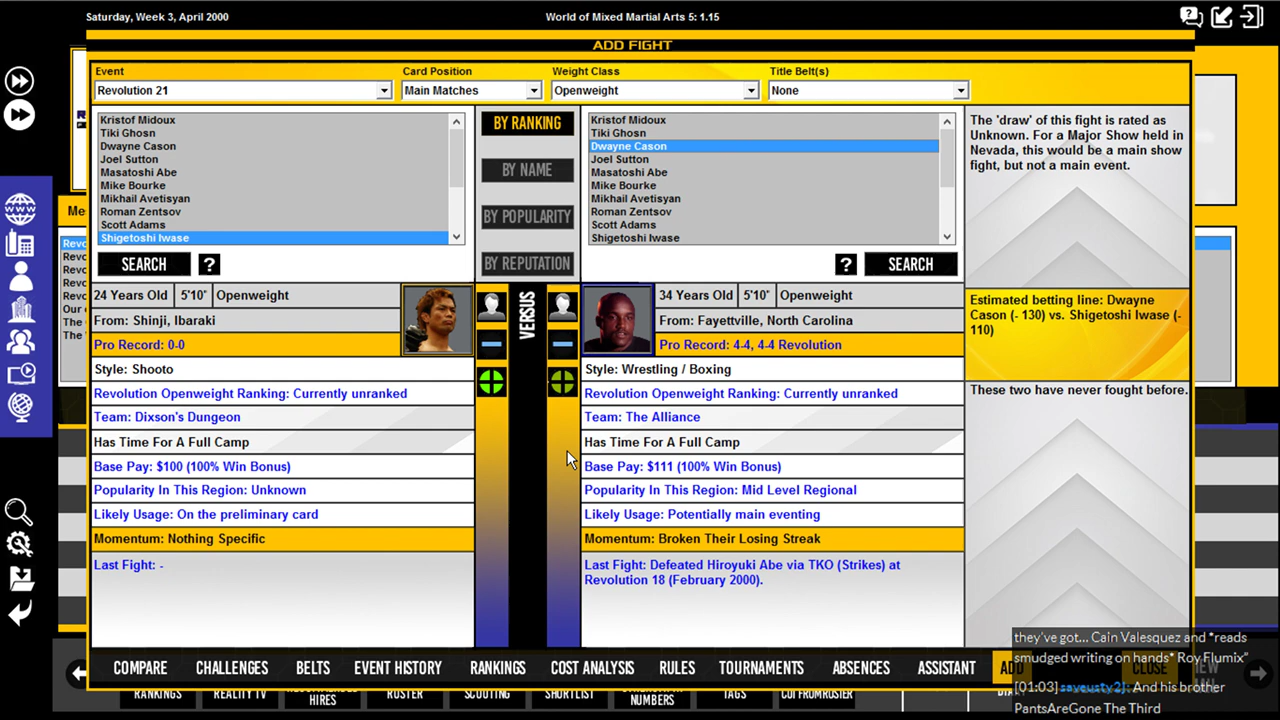 Saturday, Week 3, April 2000
World of Mixed Martial Arts 5: 1.15
ADD FIGHT
Event
Card Position
Weight Class
Title Belt(s)
Revolution 21
Main Matches
Openweight
None
Kristof Midoux
Tiki Ghosn
Dwayne Cason
Joel Sutton
Masatoshi Abe
Mike Bourke
Mikhail Avetisyan
Roman Zentsov
Scott Adams
Shigetoshi Iwase
SEARCH
?
BY RANKING
BY NAME
BY POPULARITY
BY REPUTATION
Kristof Midoux
Tiki Ghosn
Dwayne Cason
Joel Sutton
Masatoshi Abe
Mike Bourke
Mikhail Avetisyan
Roman Zentsov
Scott Adams
Shigetoshi Iwase
?
SEARCH
The 'draw' of this fight is rated as
Unknown. For a Major Show held in
Nevada, this would be a main show
fight, but not a main event.
24 Years Old
5'10"
Openweight
From: Shinji, Ibaraki
Pro Record: 0-0
Style: Shooto
Revolution Openweight Ranking: Currently unranked
Team: Dixson's Dungeon
Has Time For A Full Camp
Base Pay: $100 (100% Win Bonus)
Popularity In This Region: Unknown
Likely Usage: On the preliminary card
Momentum: Nothing Specific
Last Fight: -
VERSUS
34 Years Old
5'10"
Openweight
From: Fayettville, North Carolina
Pro Record: 4-4, 4-4 Revolution
Style: Wrestling / Boxing
Revolution Openweight Ranking: Currently unranked
Team: The Alliance
Has Time For A Full Camp
Base Pay: $111 (100% Win Bonus)
Popularity In This Region: Mid Level Regional
Likely Usage: Potentially main eventing
Momentum: Broken Their Losing Streak
Last Fight: Defeated Hiroyuki Abe via TKO (Strikes) at
Revolution 18 (February 2000).
Estimated betting line: Dwayne
Cason (- 130) vs. Shigetoshi Iwase (-
110)
These two have never fought before.
COMPARE
CHALLENGES
BELTS
EVENT HISTORY
RANKINGS
COST ANALYSIS
RULES
TOURNAMENTS
ABSENCES
ASSISTANT
ADD
CLOSE
they've got... Cain Valesquez and *reads
smudged writing on hands* Roy Flumix"
[01:03] saveusty2j: And his brother
PantsAreGone The Third
Me
Revo
Revo
Revo
Revo
Revo
Our
The
The
RANKINGS
REALITY TV
HIRES
ROSTER
SCOUTING
SHORTLIST
NUMBERS
TAGS